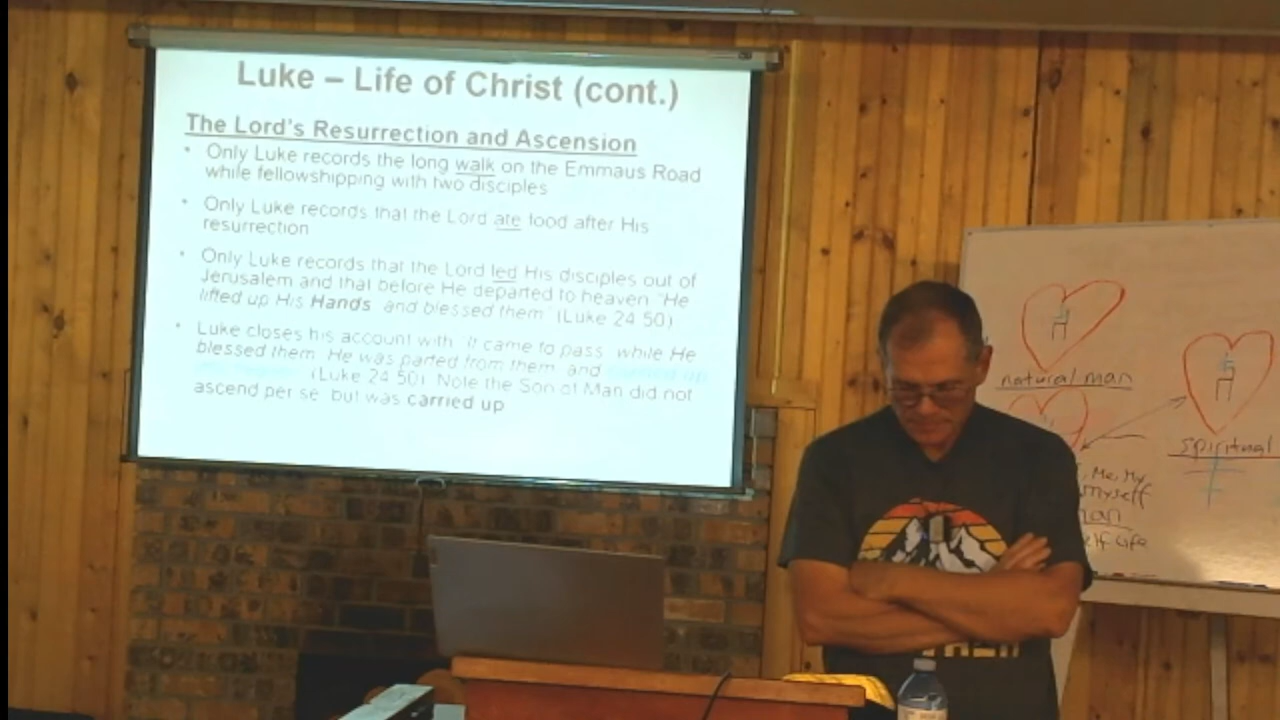 Luke – Life of Christ (cont.)
The Lord's Resurrection and Ascension
• Only Luke records the long walk on the Emmaus Road
while fellowshipping with two disciples
• Only Luke records that the Lord ate food after His
resurrection
• Only Luke records that the Lord led His disciples out of
Jerusalem and that before He departed to heaven "He
lifted up His Hands and blessed them" (Luke 24:50)
• Luke closes his account with it came to pass, while He
blessed them, He was parted from them and carried up
(Luke 24:50). Note the Son of Man did not
ascend per se but was carried up
natural man
spiritual
, Me, My
Myself